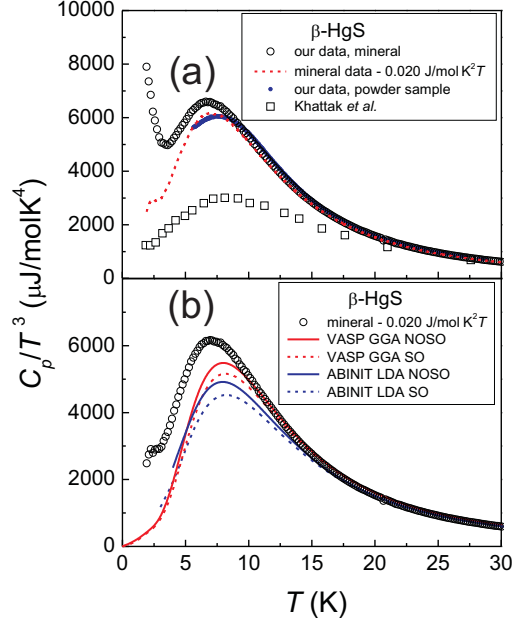 10000
8000
6000
4000
2000
0
(a)
β-HgS
our data, mineral
mineral data - 0.020 J/mol K²T
our data, powder sample
Khattak et al.
Cp/T³ (μJ/molK⁴)
8000
6000
4000
2000
0
(b)
β-HgS
mineral - 0.020 J/mol K²T
VASP GGA NOSO
VASP GGA SO
ABINIT LDA NOSO
ABINIT LDA SO
0 5 10 15 20 25 30
T (K)